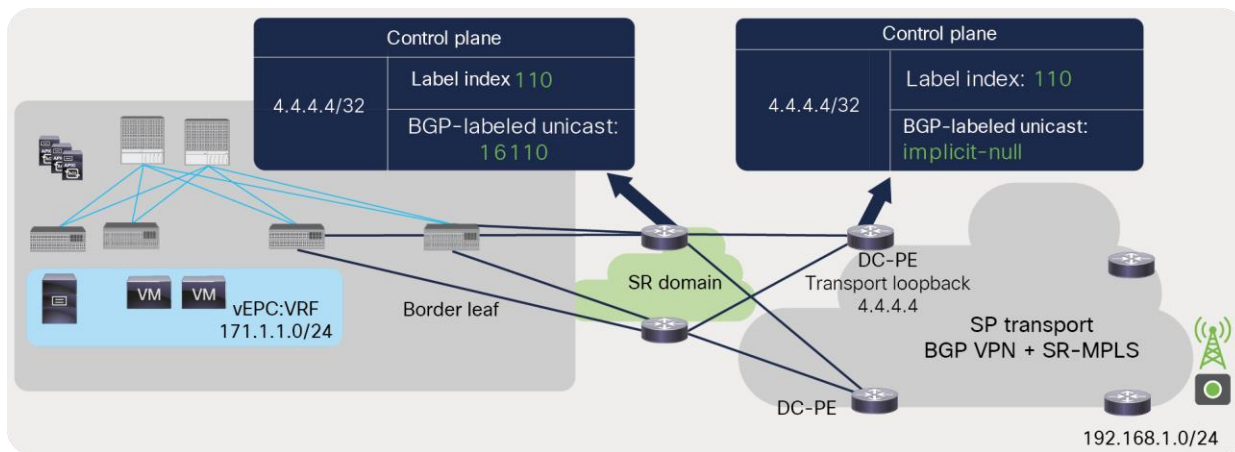 Control plane
4.4.4.4/32
Label index 110
BGP-labeled unicast:
16110
Control plane
4.4.4.4/32
Label index: 110
BGP-labeled unicast:
implicit-null
VM
VM
vEPC:VRF
171.1.1.0/24
Border leaf
SR domain
DC-PE
Transport loopback
4.4.4.4
SP transport
BGP VPN + SR-MPLS
DC-PE
192.168.1.0/24